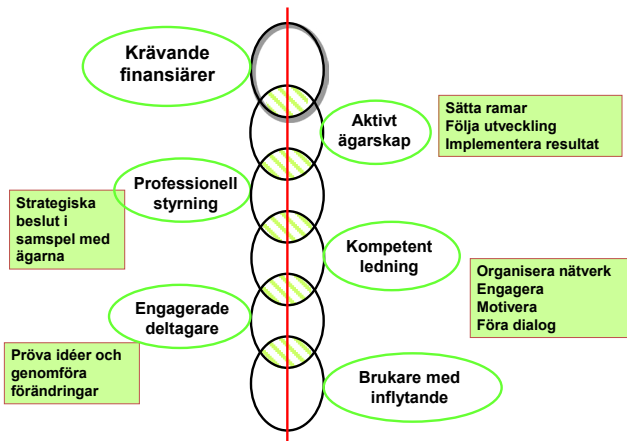 Krävande
finansiärer
Aktivt
ägarskap
Sätta ramar
Följa utveckling
Implementera resultat
Professionell
styrning
Strategiska
beslut i
samspel med
ägarna
Kompetent
ledning
Organisera nätverk
Engagera
Motivera
Föra dialog
Engagerade
deltagare
Pröva idéer och
genomföra
förändringar
Brukare med
inflytande